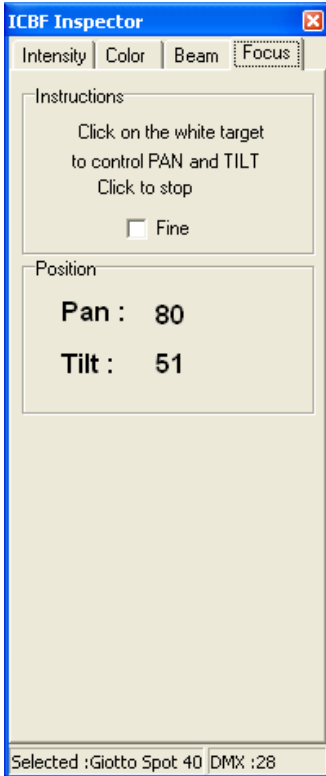 ICBF Inspector
Intensity Color Beam Focus
Instructions
Click on the white target
to control PAN and TILT
Click to stop
Fine
Position
Pan : 80
Tilt : 51
Selected :Giotto Spot 40 DMX :28